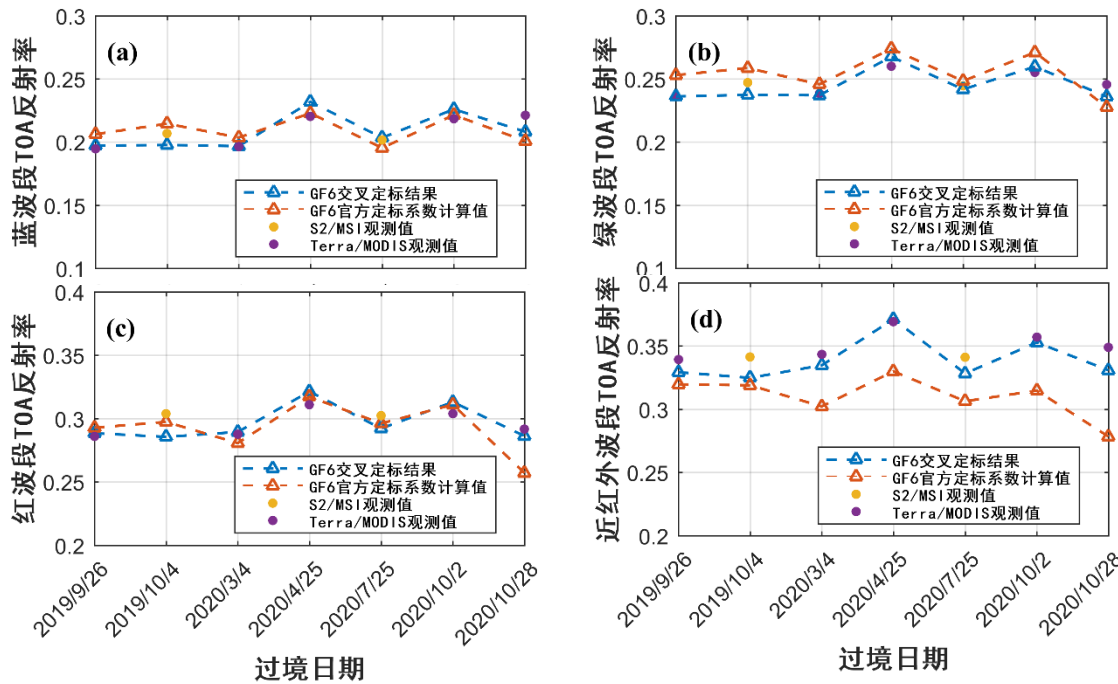 0.3
0.25
0.2
0.15
0.1
蓝波段TOA反射率
(a)
GF6交叉定标结果
GF6官方定标系数计算值
S2/MSI观测值
Terra/MODIS观测值
0.3
0.25
0.2
0.15
0.1
绿波段TOA反射率
(b)
GF6交叉定标结果
GF6官方定标系数计算值
S2/MSI观测值
Terra/MODIS观测值
0.4
0.35
0.3
0.25
0.2
红波段TOA反射率
(c)
GF6交叉定标结果
GF6官方定标系数计算值
S2/MSI观测值
Terra/MODIS观测值
2019/9/26
2019/10/4
2020/3/4
2020/4/25
2020/7/25
2020/10/2
2020/10/28
过境日期
0.4
0.35
0.3
0.25
0.2
近红外波段TOA反射率
(d)
GF6交叉定标结果
GF6官方定标系数计算值
S2/MSI观测值
Terra/MODIS观测值
2019/9/26
2019/10/4
2020/3/4
2020/4/25
2020/7/25
2020/10/2
2020/10/28
过境日期